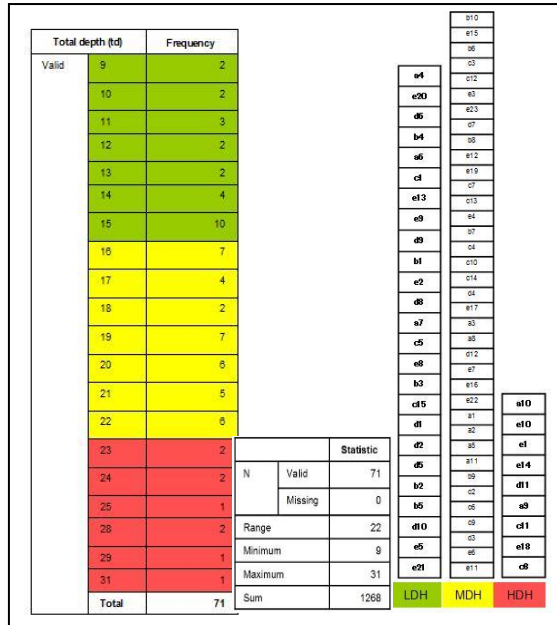 Total depth (td) Frequency
Valid 9 2
10 2
11 3
12 2
13 2
14 4
15 10
16 7
17 4
18 2
19 7
20 6
21 5
22 6
23 2
24 2
25 1
28 2
29 1
31 1
Total 71
Statistic
N Valid 71
Missing 0
Range 22
Minimum 9
Maximum 31
Sum 1268
a4
e20
d6
b4
a6
c1
e13
e9
d9
b1
e2
d8
a7
c5
e8
b3
c15
d1
d2
d5
b2
b5
d10
e5
e21
LDH
b10
e15
b6
c3
c12
e3
e23
d7
b8
e12
e19
c7
c13
e4
b7
c4
c10
c14
d4
e17
a3
a8
d12
e7
e16
e22
a1
a2
a5
a11
b9
c2
c6
c9
d3
e6
e11
MDH
a10
e10
e1
e14
d11
a9
c11
e18
c8
HDH